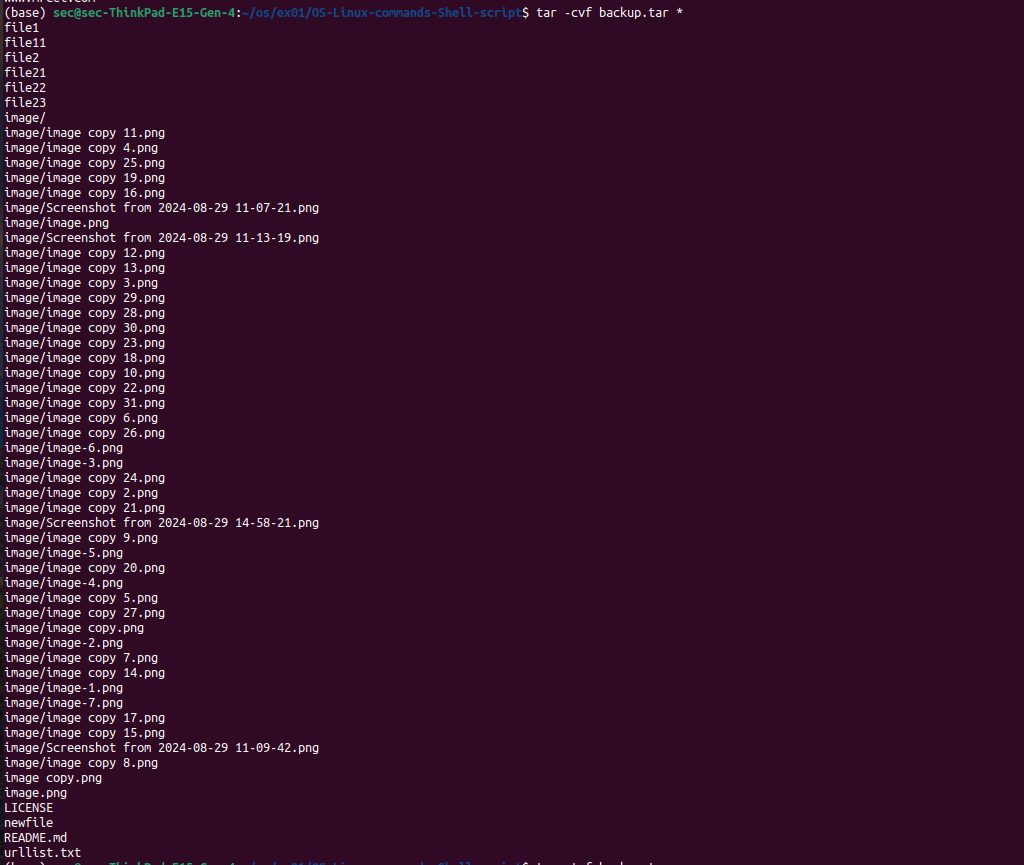 (base) sec@sec-ThinkPad-E15-Gen-4:~/os/ex01/OS-Linux-commands-Shell-script$ tar -cvf backup.tar *
file1
file11
file2
file21
file22
file23
image/
image/image copy 11.png
image/image copy 4.png
image/image copy 25.png
image/image copy 19.png
image/image copy 16.png
image/Screenshot from 2024-08-29 11-07-21.png
image/image.png
image/Screenshot from 2024-08-29 11-13-19.png
image/image copy 12.png
image/image copy 13.png
image/image copy 3.png
image/image copy 29.png
image/image copy 28.png
image/image copy 30.png
image/image copy 23.png
image/image copy 18.png
image/image copy 10.png
image/image copy 22.png
image/image copy 31.png
image/image copy 6.png
image/image copy 26.png
image/image-6.png
image/image-3.png
image/image copy 24.png
image/image copy 2.png
image/image copy 21.png
image/Screenshot from 2024-08-29 14-58-21.png
image/image copy 9.png
image/image-5.png
image/image copy 20.png
image/image-4.png
image/image copy 5.png
image/image copy 27.png
image/image copy.png
image/image-2.png
image/image copy 7.png
image/image copy 14.png
image/image-1.png
image/image-7.png
image/image copy 17.png
image/image copy 15.png
image/Screenshot from 2024-08-29 11-09-42.png
image/image copy 8.png
image copy.png
image.png
LICENSE
newfile
README.md
urllist.txt